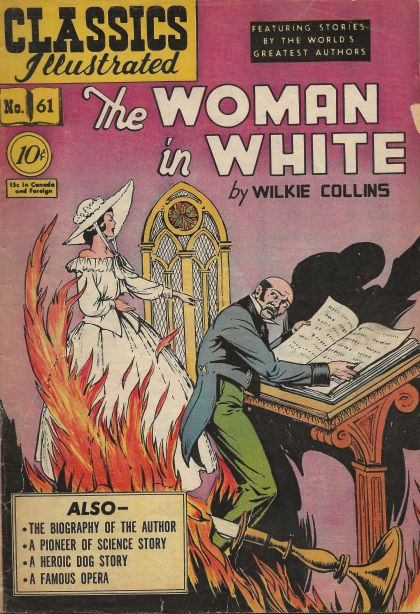 CLASSICS
Illustrated
FEATURING STORIES
BY THE WORLD'S
GREATEST AUTHORS
No. 61
10¢
15c in Canada
and Foreign
The WOMAN
in WHITE
by WILKIE COLLINS
ALSO—
• THE BIOGRAPHY OF THE AUTHOR
• A PIONEER OF SCIENCE STORY
• A HEROIC DOG STORY
• A FAMOUS OPERA